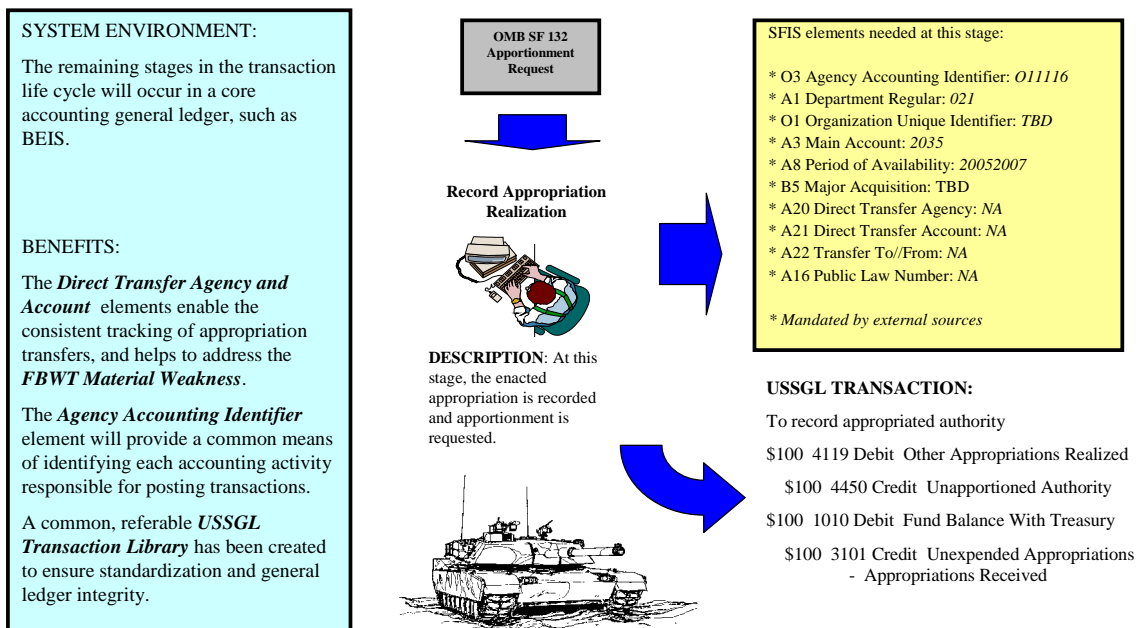 SYSTEM ENVIRONMENT:
The remaining stages in the transaction
life cycle will occur in a core
accounting general ledger, such as
BEIS.
BENEFITS:
The Direct Transfer Agency and
Account elements enable the
consistent tracking of appropriation
transfers, and helps to address the
FBWT Material Weakness.
The Agency Accounting Identifier
element will provide a common means
of identifying each accounting activity
responsible for posting transactions.
A common, referable USSGL
Transaction Library has been created
to ensure standardization and general
ledger integrity.
OMB SF 132
Apportionment
Request
Record Appropriation
Realization
DESCRIPTION: At this
stage, the enacted
appropriation is recorded
and apportionment is
requested.
SFIS elements needed at this stage:
* O3 Agency Accounting Identifier: O11116
* A1 Department Regular: 021
* O1 Organization Unique Identifier: TBD
* A3 Main Account: 2035
* A8 Period of Availability: 20052007
* B5 Major Acquisition: TBD
* A20 Direct Transfer Agency: NA
* A21 Direct Transfer Account: NA
* A22 Transfer To//From: NA
* A16 Public Law Number: NA
* Mandated by external sources
USSGL TRANSACTION:
To record appropriated authority
$100 4119 Debit Other Appropriations Realized
$100 4450 Credit Unapportioned Authority
$100 1010 Debit Fund Balance With Treasury
$100 3101 Credit Unexpended Appropriations
- Appropriations Received